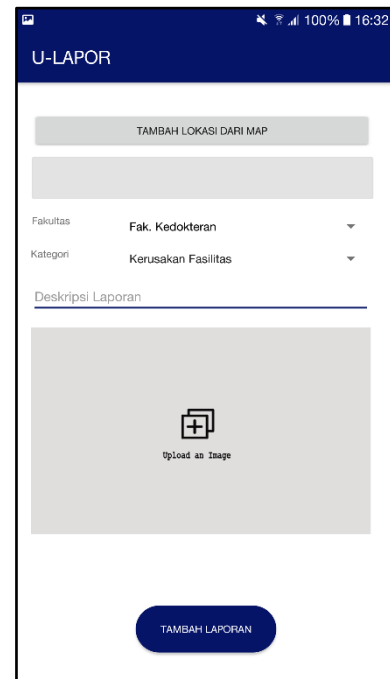 100% 16:32
U-LAPOR
TAMBAH LOKASI DARI MAP
Fakultas Fak. Kedokteran
Kategori Kerusakan Fasilitas
Deskripsi Laporan
Upload an Image
TAMBAH LAPORAN